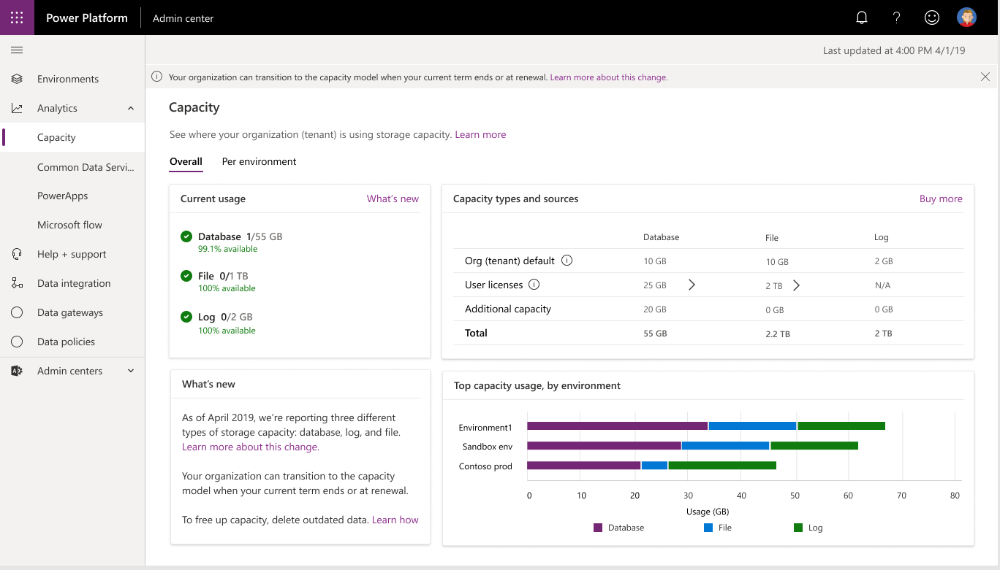 Power Platform Admin center
Last updated at 4:00 PM 4/1/19
Your organization can transition to the capacity model when your current term ends or at renewal. Learn more about this change.
Environments
Analytics
Capacity
Common Data Servi...
PowerApps
Microsoft flow
Help + support
Data integration
Data gateways
Data policies
Admin centers
Capacity
See where your organization (tenant) is using storage capacity. Learn more
Overall Per environment
Current usage What's new
Database 1/55 GB
99.1% available
File 0/1 TB
100% available
Log 0/2 GB
100% available
Capacity types and sources Buy more
Database File Log
Org (tenant) default 10 GB 10 GB 2 GB
User licenses 25 GB 2 TB N/A
Additional capacity 20 GB 0 GB 0 GB
Total 55 GB 2.2 TB 2 TB
What's new
As of April 2019, we're reporting three different
types of storage capacity: database, log, and file.
Learn more about this change.
Your organization can transition to the capacity
model when your current term ends or at renewal.
To free up capacity, delete outdated data. Learn how
Top capacity usage, by environment
Environment1
Sandbox env
Contoso prod
0 10 20 30 40 50 60 70 80
Usage (GB)
Database File Log